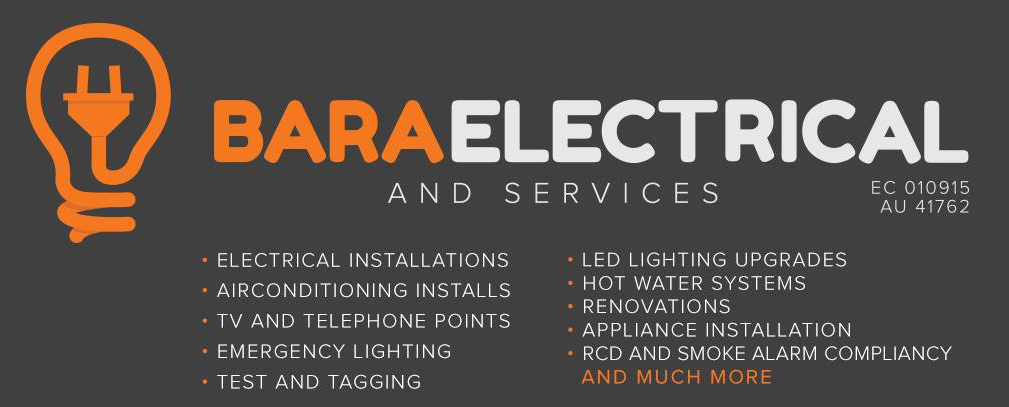 BARAELECTRICAL
AND SERVICES
EC 010915
AU 41762
• ELECTRICAL INSTALLATIONS
• AIRCONDITIONING INSTALLS
• TV AND TELEPHONE POINTS
• EMERGENCY LIGHTING
• TEST AND TAGGING
• LED LIGHTING UPGRADES
• HOT WATER SYSTEMS
• RENOVATIONS
• APPLIANCE INSTALLATION
• RCD AND SMOKE ALARM COMPLIANCY
AND MUCH MORE